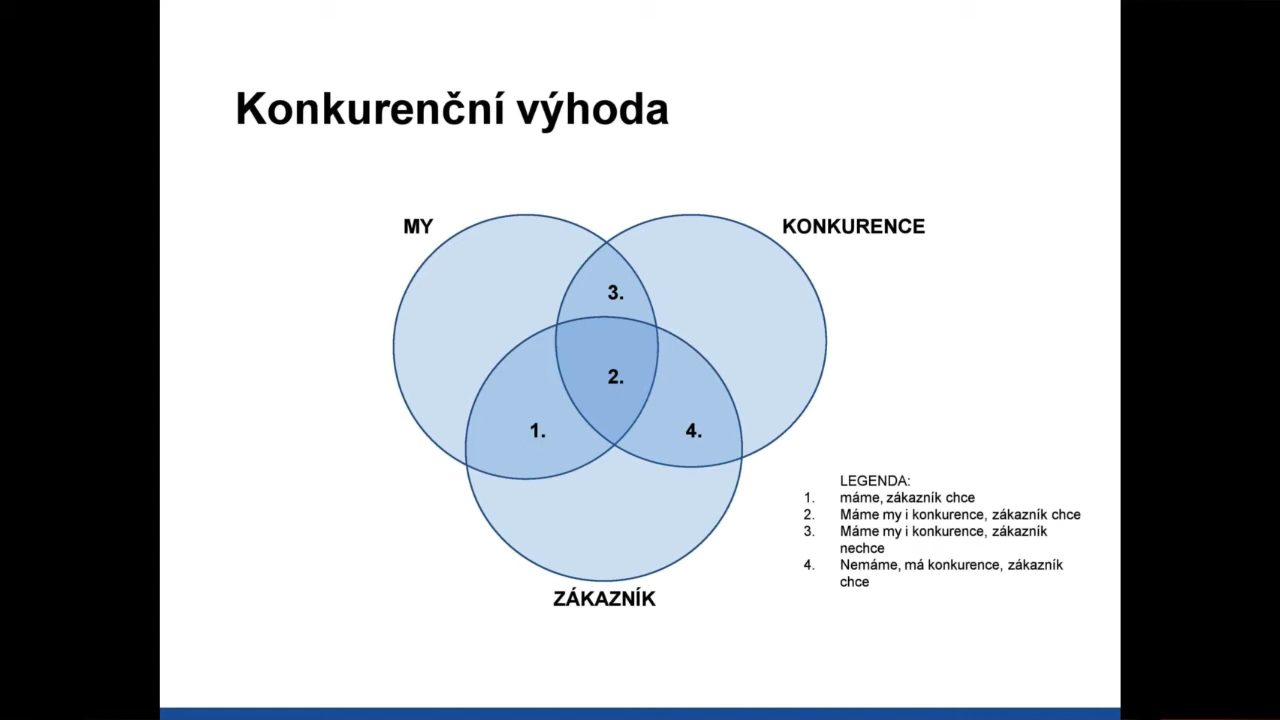 Konkurenční výhoda
MY
KONKURENCE
3.
2.
1.
4.
ZÁKAZNÍK
LEGENDA:
1. máme, zákazník chce
2. Máme my i konkurence, zákazník chce
3. Máme my i konkurence, zákazník
nechce
4. Nemáme, má konkurence, zákazník
chce